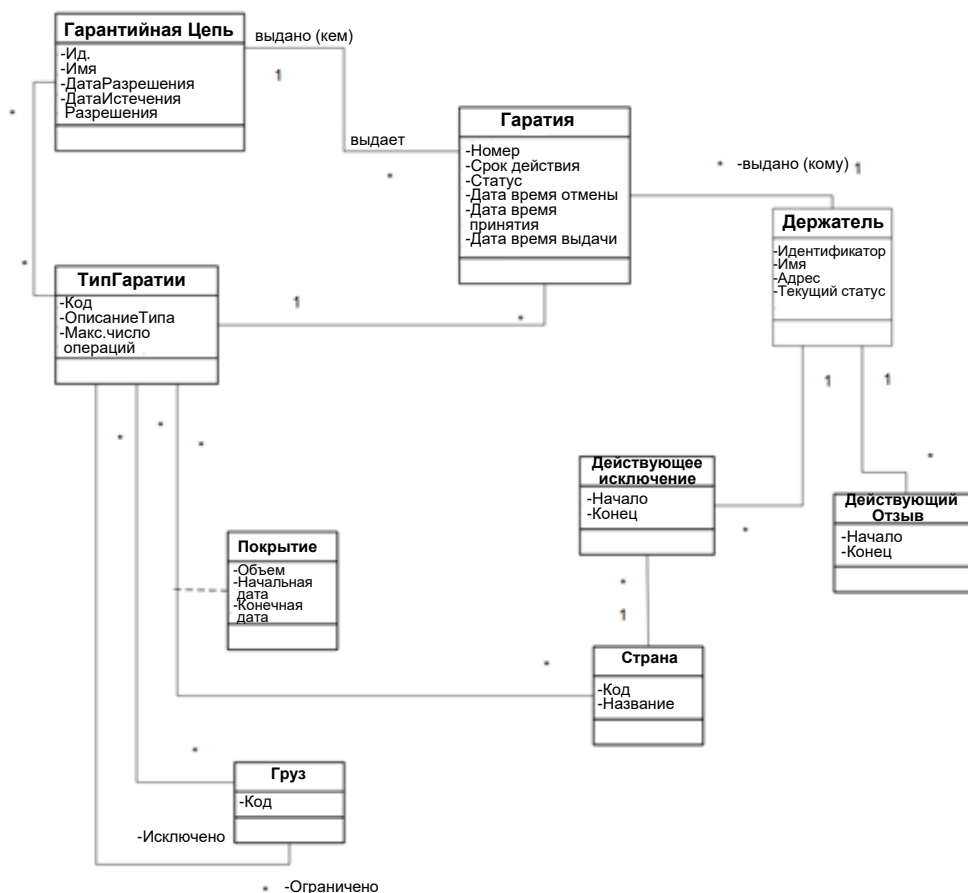 Гарантийная Цепь
-Ид.
-Имя
-ДатаРазрешения
-ДатаИстечения
Разрешения
выдано (кем)
1
*
выдает
*
Гаратия
-Номер
-Срок действия
-Статус
-Дата время отмены
-Дата время
принятия
-Дата время выдачи
* -выдано (кому) 1
Держатель
-Идентификатор
-Имя
-Адрес
-Текущий статус
*
ТипГаратии
-Код
-ОписаниеТипа
-Макс.число
операций
1
*
1
1
*
*
*
*
Действующее
исключение
-Начало
-Конец
*
Действующий
Отзыв
-Начало
-Конец
Покрытие
-Объем
-Начальная
дата
-Конечная
дата
*
1
*
Страна
-Код
-Название
*
Груз
-Код
-Исключено
* -Ограничено